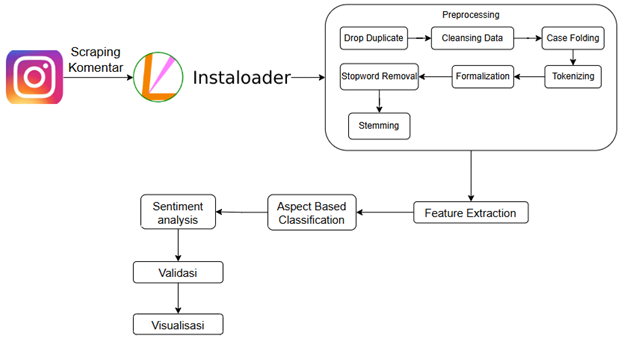 Scraping
Komentar
Instaloader
Preprocessing
Drop Duplicate
Cleansing Data
Case Folding
Stopword Removal
Formalization
Tokenizing
Stemming
Sentiment
analysis
Aspect Based
Classification
Feature Extraction
Validasi
Visualisasi